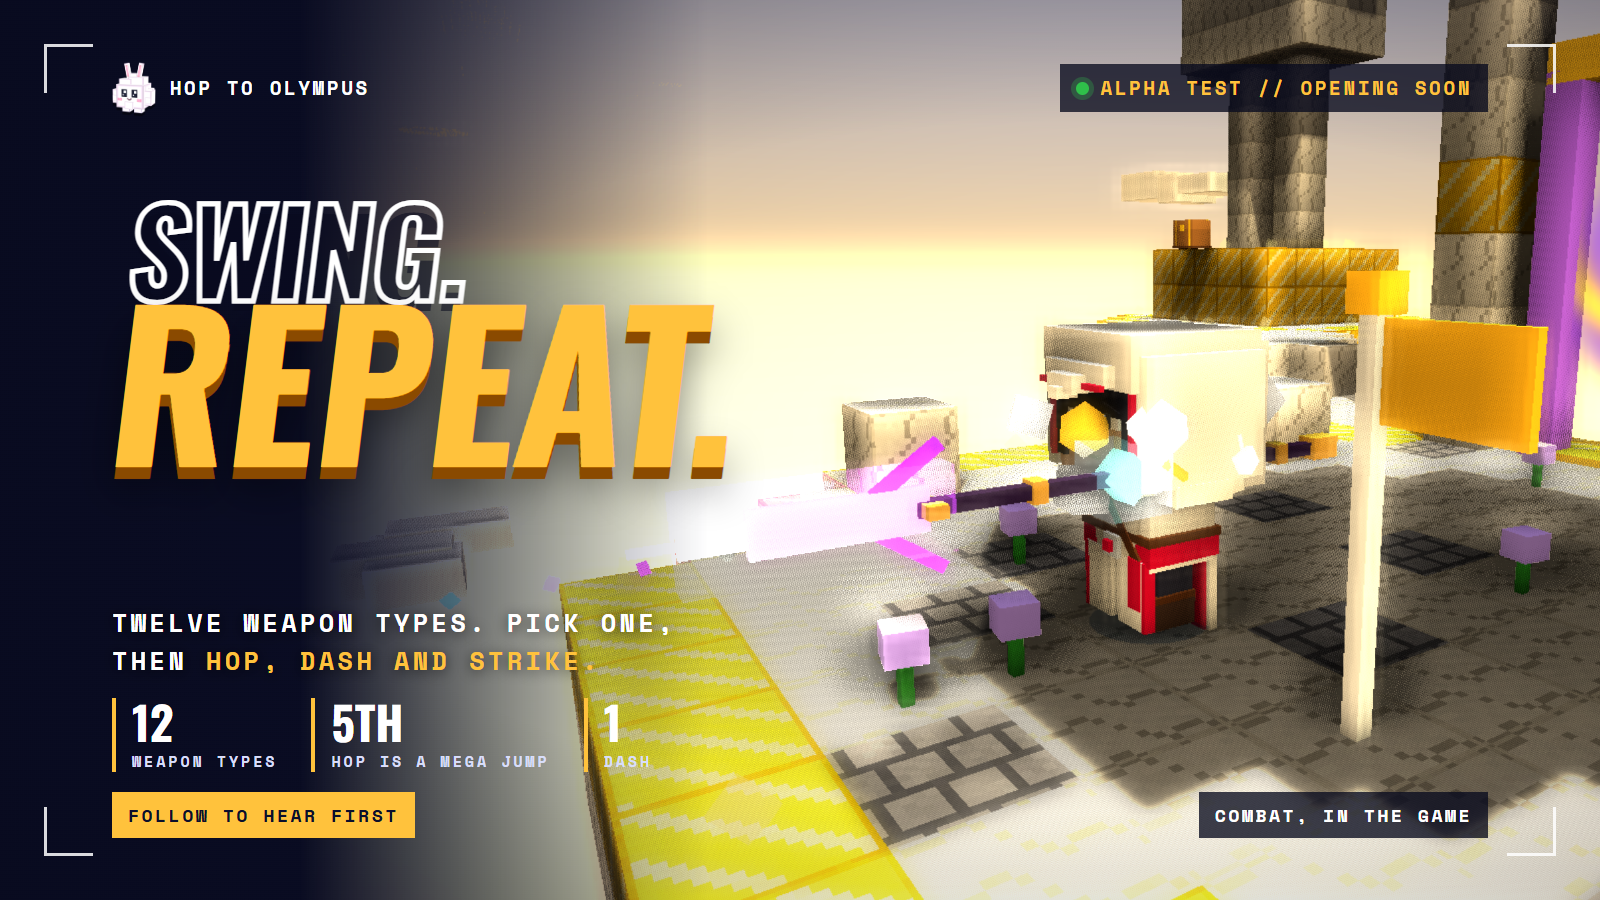 HOP TO OLYMPUS
ALPHA TEST // OPENING SOON
SWING.
REPEAT.
TWELVE WEAPON TYPES. PICK ONE,
THEN HOP, DASH AND STRIKE.
12
WEAPON TYPES
5TH
HOP IS A MEGA JUMP
1
DASH
FOLLOW TO HEAR FIRST
COMBAT, IN THE GAME